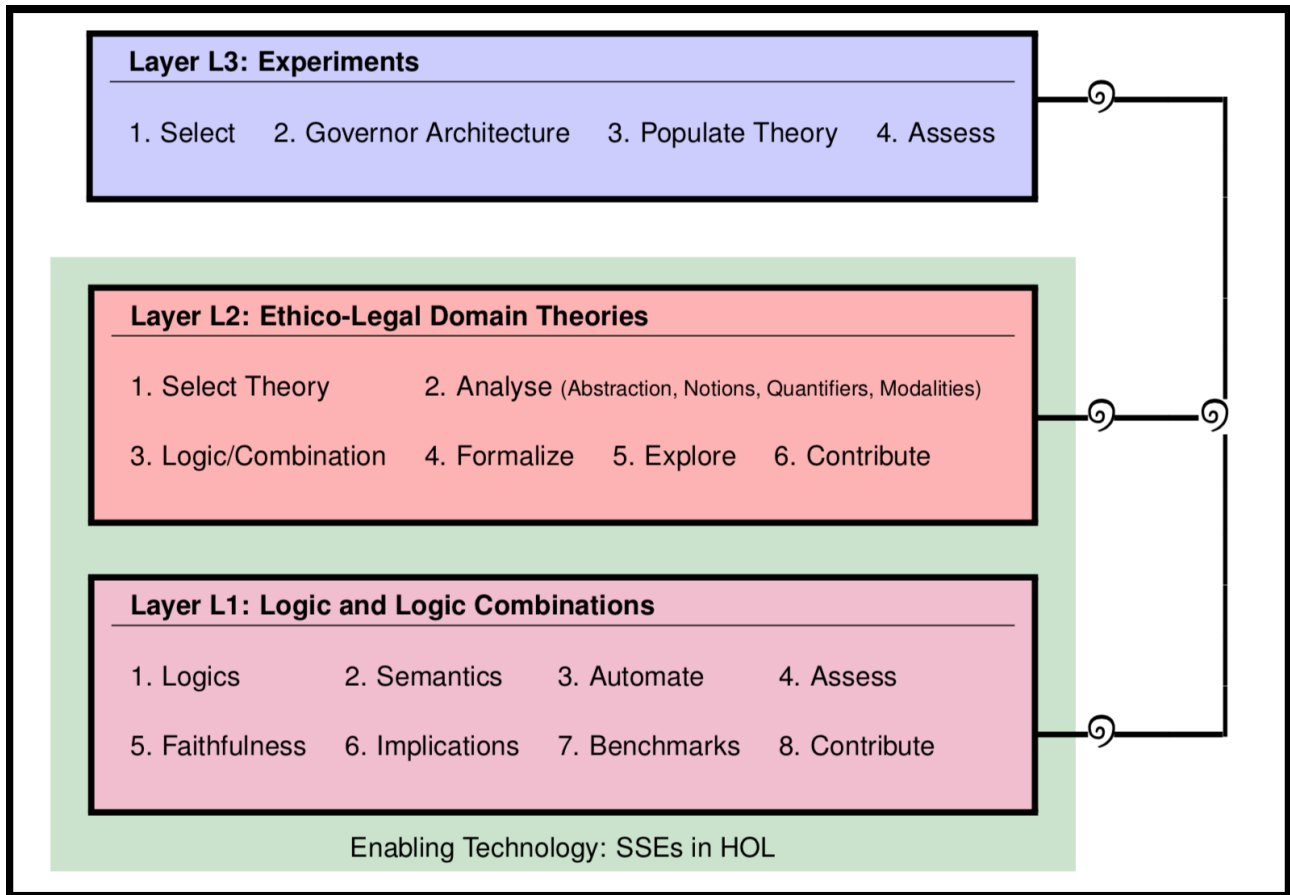 Layer L3: Experiments
1. Select 2. Governor Architecture 3. Populate Theory 4. Assess
Layer L2: Ethico-Legal Domain Theories
1. Select Theory 2. Analyse (Abstraction, Notions, Quantifiers, Modalities)
3. Logic/Combination 4. Formalize 5. Explore 6. Contribute
Layer L1: Logic and Logic Combinations
1. Logics 2. Semantics 3. Automate 4. Assess
5. Faithfulness 6. Implications 7. Benchmarks 8. Contribute
Enabling Technology: SSEs in HOL